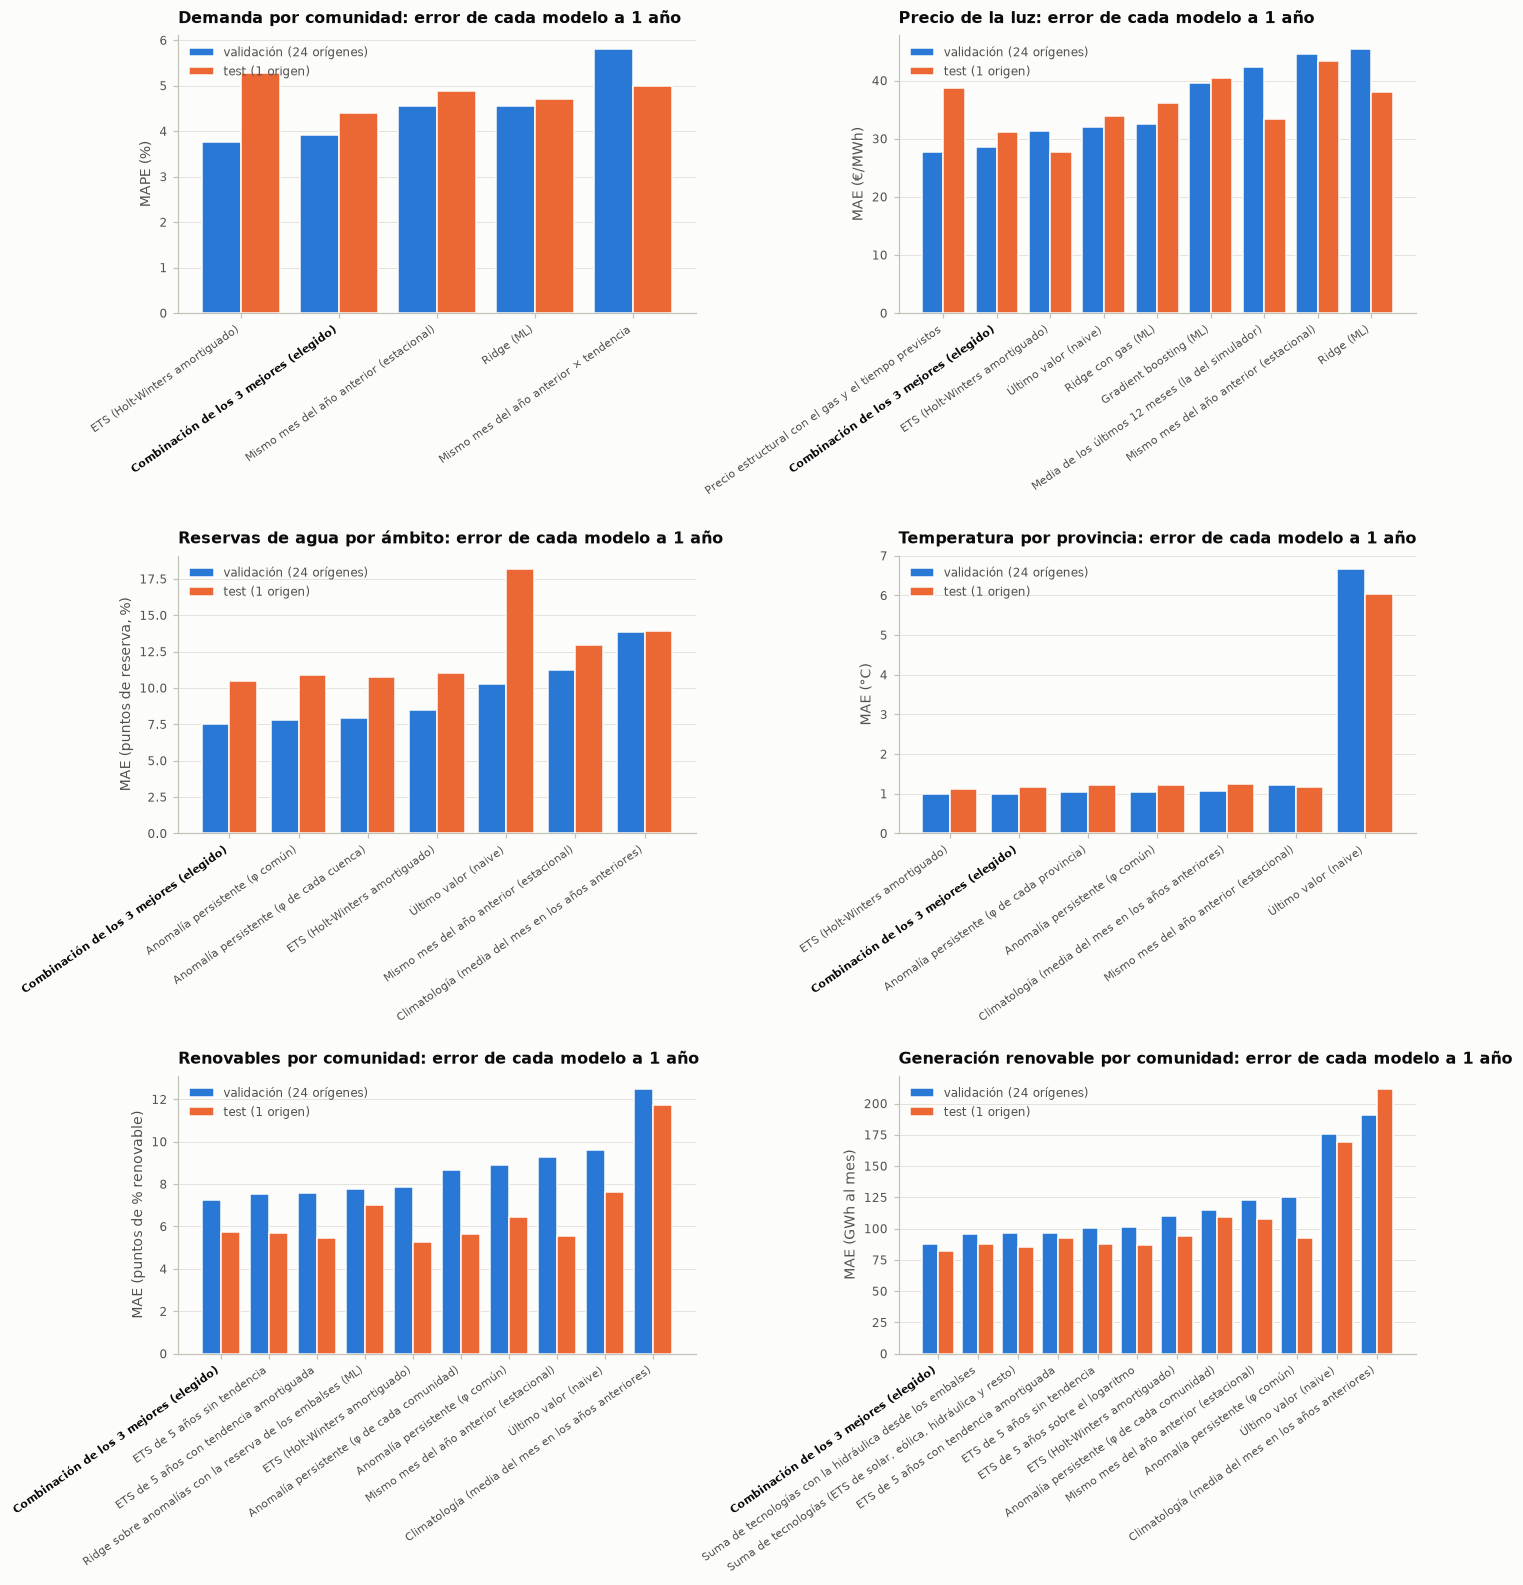 Demanda por comunidad: error de cada modelo a 1 año
validación (24 orígenes)
test (1 origen)
MAPE (%)
6
5
4
3
2
1
0
ETS (Holt-Winters amortiguado)
Combinación de los 3 mejores (elegido)
Mismo mes del año anterior (estacional)
Ridge (ML)
Mismo mes del año anterior × tendencia
Precio de la luz: error de cada modelo a 1 año
validación (24 orígenes)
test (1 origen)
MAE (€/MWh)
40
30
20
10
0
Precio estructural con el gas y el tiempo previstos
Combinación de los 3 mejores (elegido)
ETS (Holt-Winters amortiguado)
Último valor (naive)
Ridge con gas (ML)
Gradient boosting (ML)
Media de los últimos 12 meses (la del simulador)
Mismo mes del año anterior (estacional)
Ridge (ML)
Reservas de agua por ámbito: error de cada modelo a 1 año
validación (24 orígenes)
test (1 origen)
MAE (puntos de reserva, %)
17.5
15.0
12.5
10.0
7.5
5.0
2.5
0.0
Combinación de los 3 mejores (elegido)
Anomalía persistente (φ común)
Anomalía persistente (φ de cada cuenca)
ETS (Holt-Winters amortiguado)
Último valor (naive)
Mismo mes del año anterior (estacional)
Climatología (media del mes en los años anteriores)
Temperatura por provincia: error de cada modelo a 1 año
validación (24 orígenes)
test (1 origen)
MAE (°C)
7
6
5
4
3
2
1
0
ETS (Holt-Winters amortiguado)
Combinación de los 3 mejores (elegido)
Anomalía persistente (φ de cada provincia)
Anomalía persistente (φ común)
Climatología (media del mes en los años anteriores)
Mismo mes del año anterior (estacional)
Último valor (naive)
Renovables por comunidad: error de cada modelo a 1 año
validación (24 orígenes)
test (1 origen)
MAE (puntos de % renovable)
12
10
8
6
4
2
0
Combinación de los 3 mejores (elegido)
ETS de 5 años sin tendencia
ETS de 5 años con tendencia amortiguada
Ridge sobre anomalías con la reserva de los embalses (ML)
ETS (Holt-Winters amortiguado)
Anomalía persistente (φ de cada comunidad)
Anomalía persistente (φ común)
Mismo mes del año anterior (estacional)
Último valor (naive)
Climatología (media del mes en los años anteriores)
Generación renovable por comunidad: error de cada modelo a 1 año
validación (24 orígenes)
test (1 origen)
MAE (GWh al mes)
200
175
150
125
100
75
50
25
0
Combinación de los 3 mejores (elegido)
Suma de tecnologías con la hidráulica desde los embalses
Suma de tecnologías (ETS de solar, eólica, hidráulica y resto)
ETS de 5 años con tendencia amortiguada
ETS de 5 años sin tendencia
ETS de 5 años sobre el logaritmo
ETS (Holt-Winters amortiguado)
Anomalía persistente (φ de cada comunidad)
Mismo mes del año anterior (estacional)
Anomalía persistente (φ común)
Último valor (naive)
Climatología (media del mes en los años anteriores)